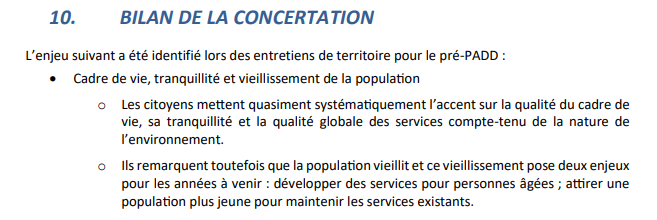 10. BILAN DE LA CONCERTATION
L'enjeu suivant a été identifié lors des entretiens de territoire pour le pré-PADD :
• Cadre de vie, tranquillité et vieillissement de la population
o Les citoyens mettent quasiment systématiquement l'accent sur la qualité du cadre de
vie, sa tranquillité et la qualité globale des services compte-tenu de la nature de
l'environnement.
o Ils remarquent toutefois que la population vieillit et ce vieillissement pose deux enjeux
pour les années à venir : développer des services pour personnes âgées ; attirer une
population plus jeune pour maintenir les services existants.